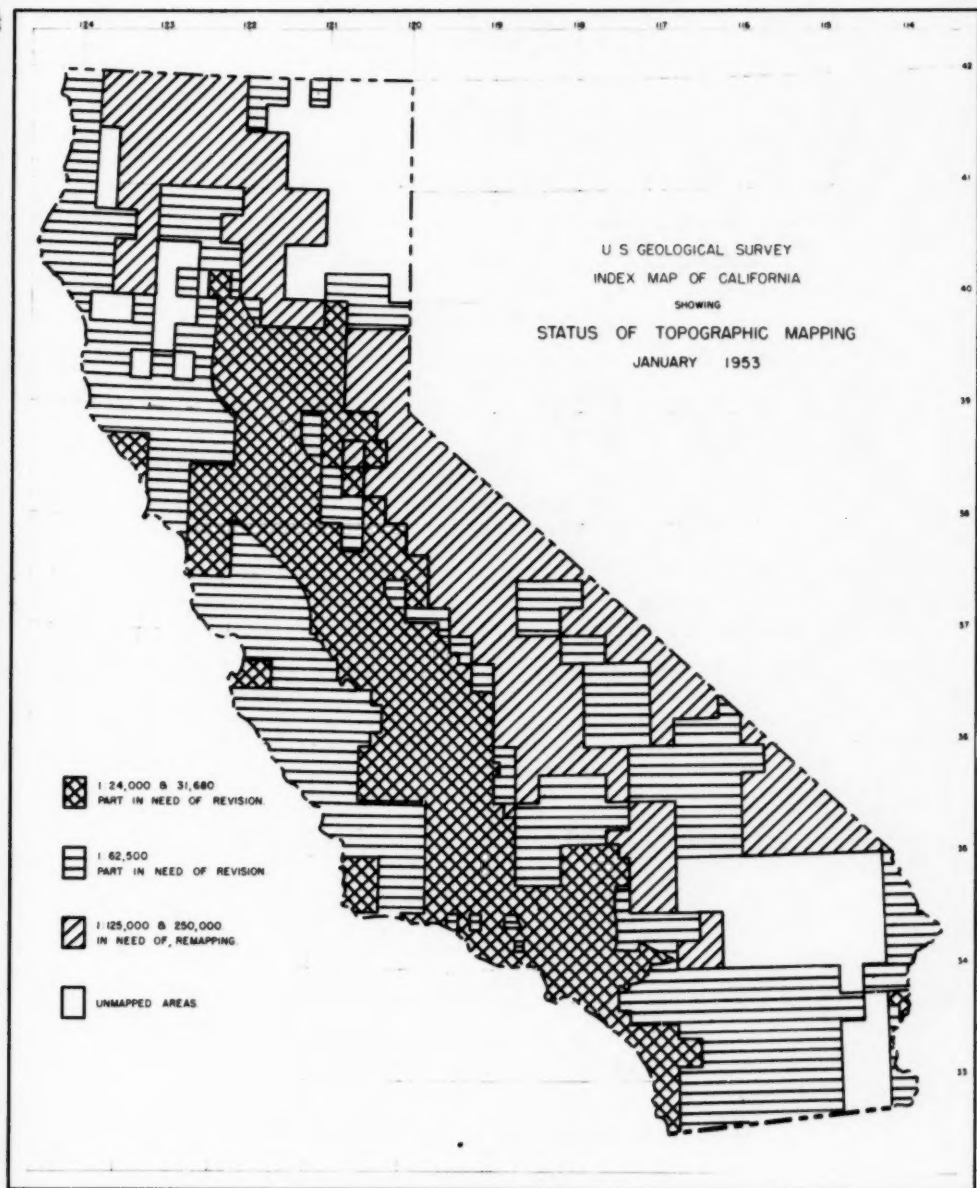 124 123 122 121 120 119 118 117 116 115 114
42
41
U S GEOLOGICAL SURVEY
INDEX MAP OF CALIFORNIA
SHOWING
STATUS OF TOPOGRAPHIC MAPPING
JANUARY 1953
40
39
38
37
36
1:24,000 & 31,680
PART IN NEED OF REVISION.
1:62,500
PART IN NEED OF REVISION
35
1:125,000 & 250,000
IN NEED OF REMAPPING.
34
UNMAPPED AREAS.
33